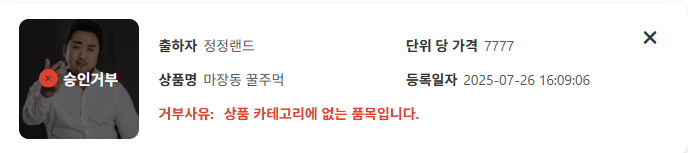 출하자 정정랜드
단위 당 가격 7777
승인거부
상품명 마장동 꿀주먹
등록일자 2025-07-26 16:09:06
거부사유: 상품 카테고리에 없는 품목입니다.